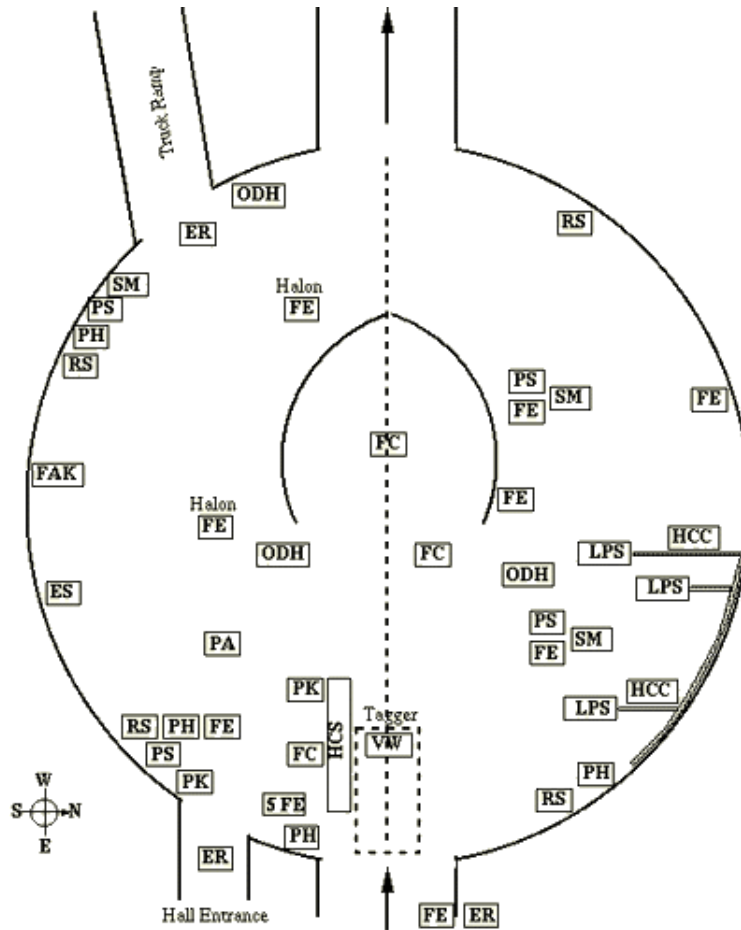 Truck Ramp
ODH
ER
RS
SM
Halon
PS
FE
PH
RS
PS
SM
FE
FE
FC
FAK
FE
Halon
FE
HCC
ODH
FC
LPS
ODH
LPS
ES
PS
SM
PA
FE
PK
HCC
LPS
Tagger
RS PH FE
HCS
VW
PS
FC
PH
PK
W
S N
E
RS
5 FE
PH
ER
Hall Entrance
FE ER